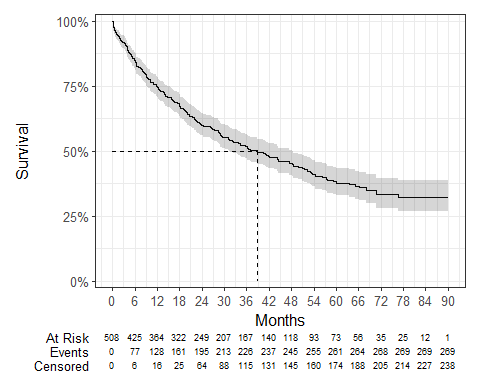 100%
75%
50%
25%
0%
Survival
0 6 12 18 24 30 36 42 48 54 60 66 72 78 84 90
Months
At Risk 508 425 364 322 249 207 167 140 118 93 73 56 35 25 12 1
Events 0 77 128 161 195 213 226 237 245 255 261 264 268 269 269 269
Censored 0 6 16 25 64 88 115 131 145 160 174 188 205 214 227 238